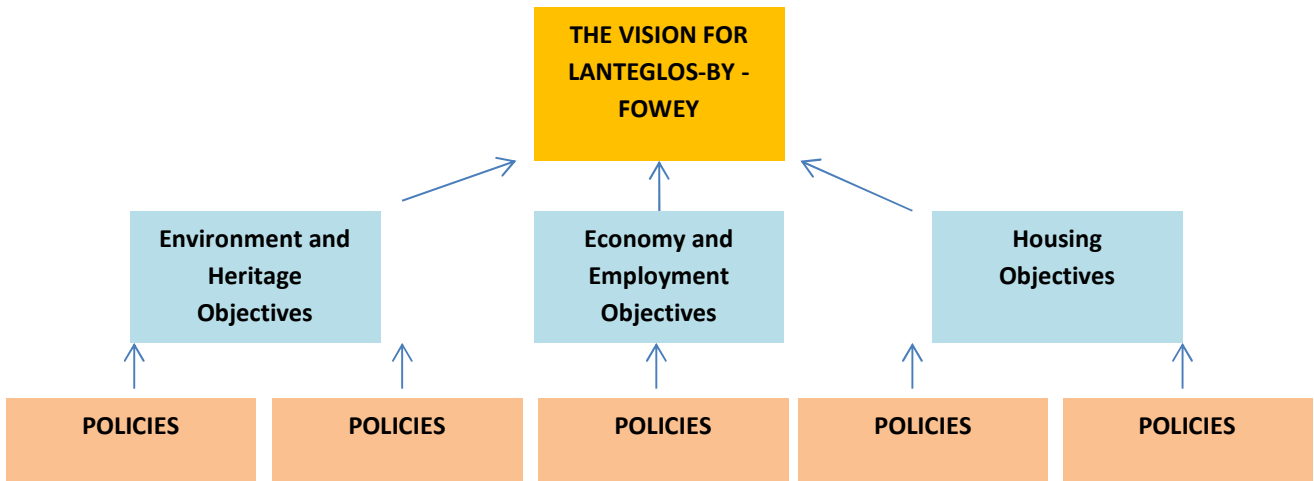 THE VISION FOR
LANTEGLOS-BY -
FOWEY
Environment and
Heritage
Objectives
Economy and
Employment
Objectives
Housing
Objectives
POLICIES
POLICIES
POLICIES
POLICIES
POLICIES